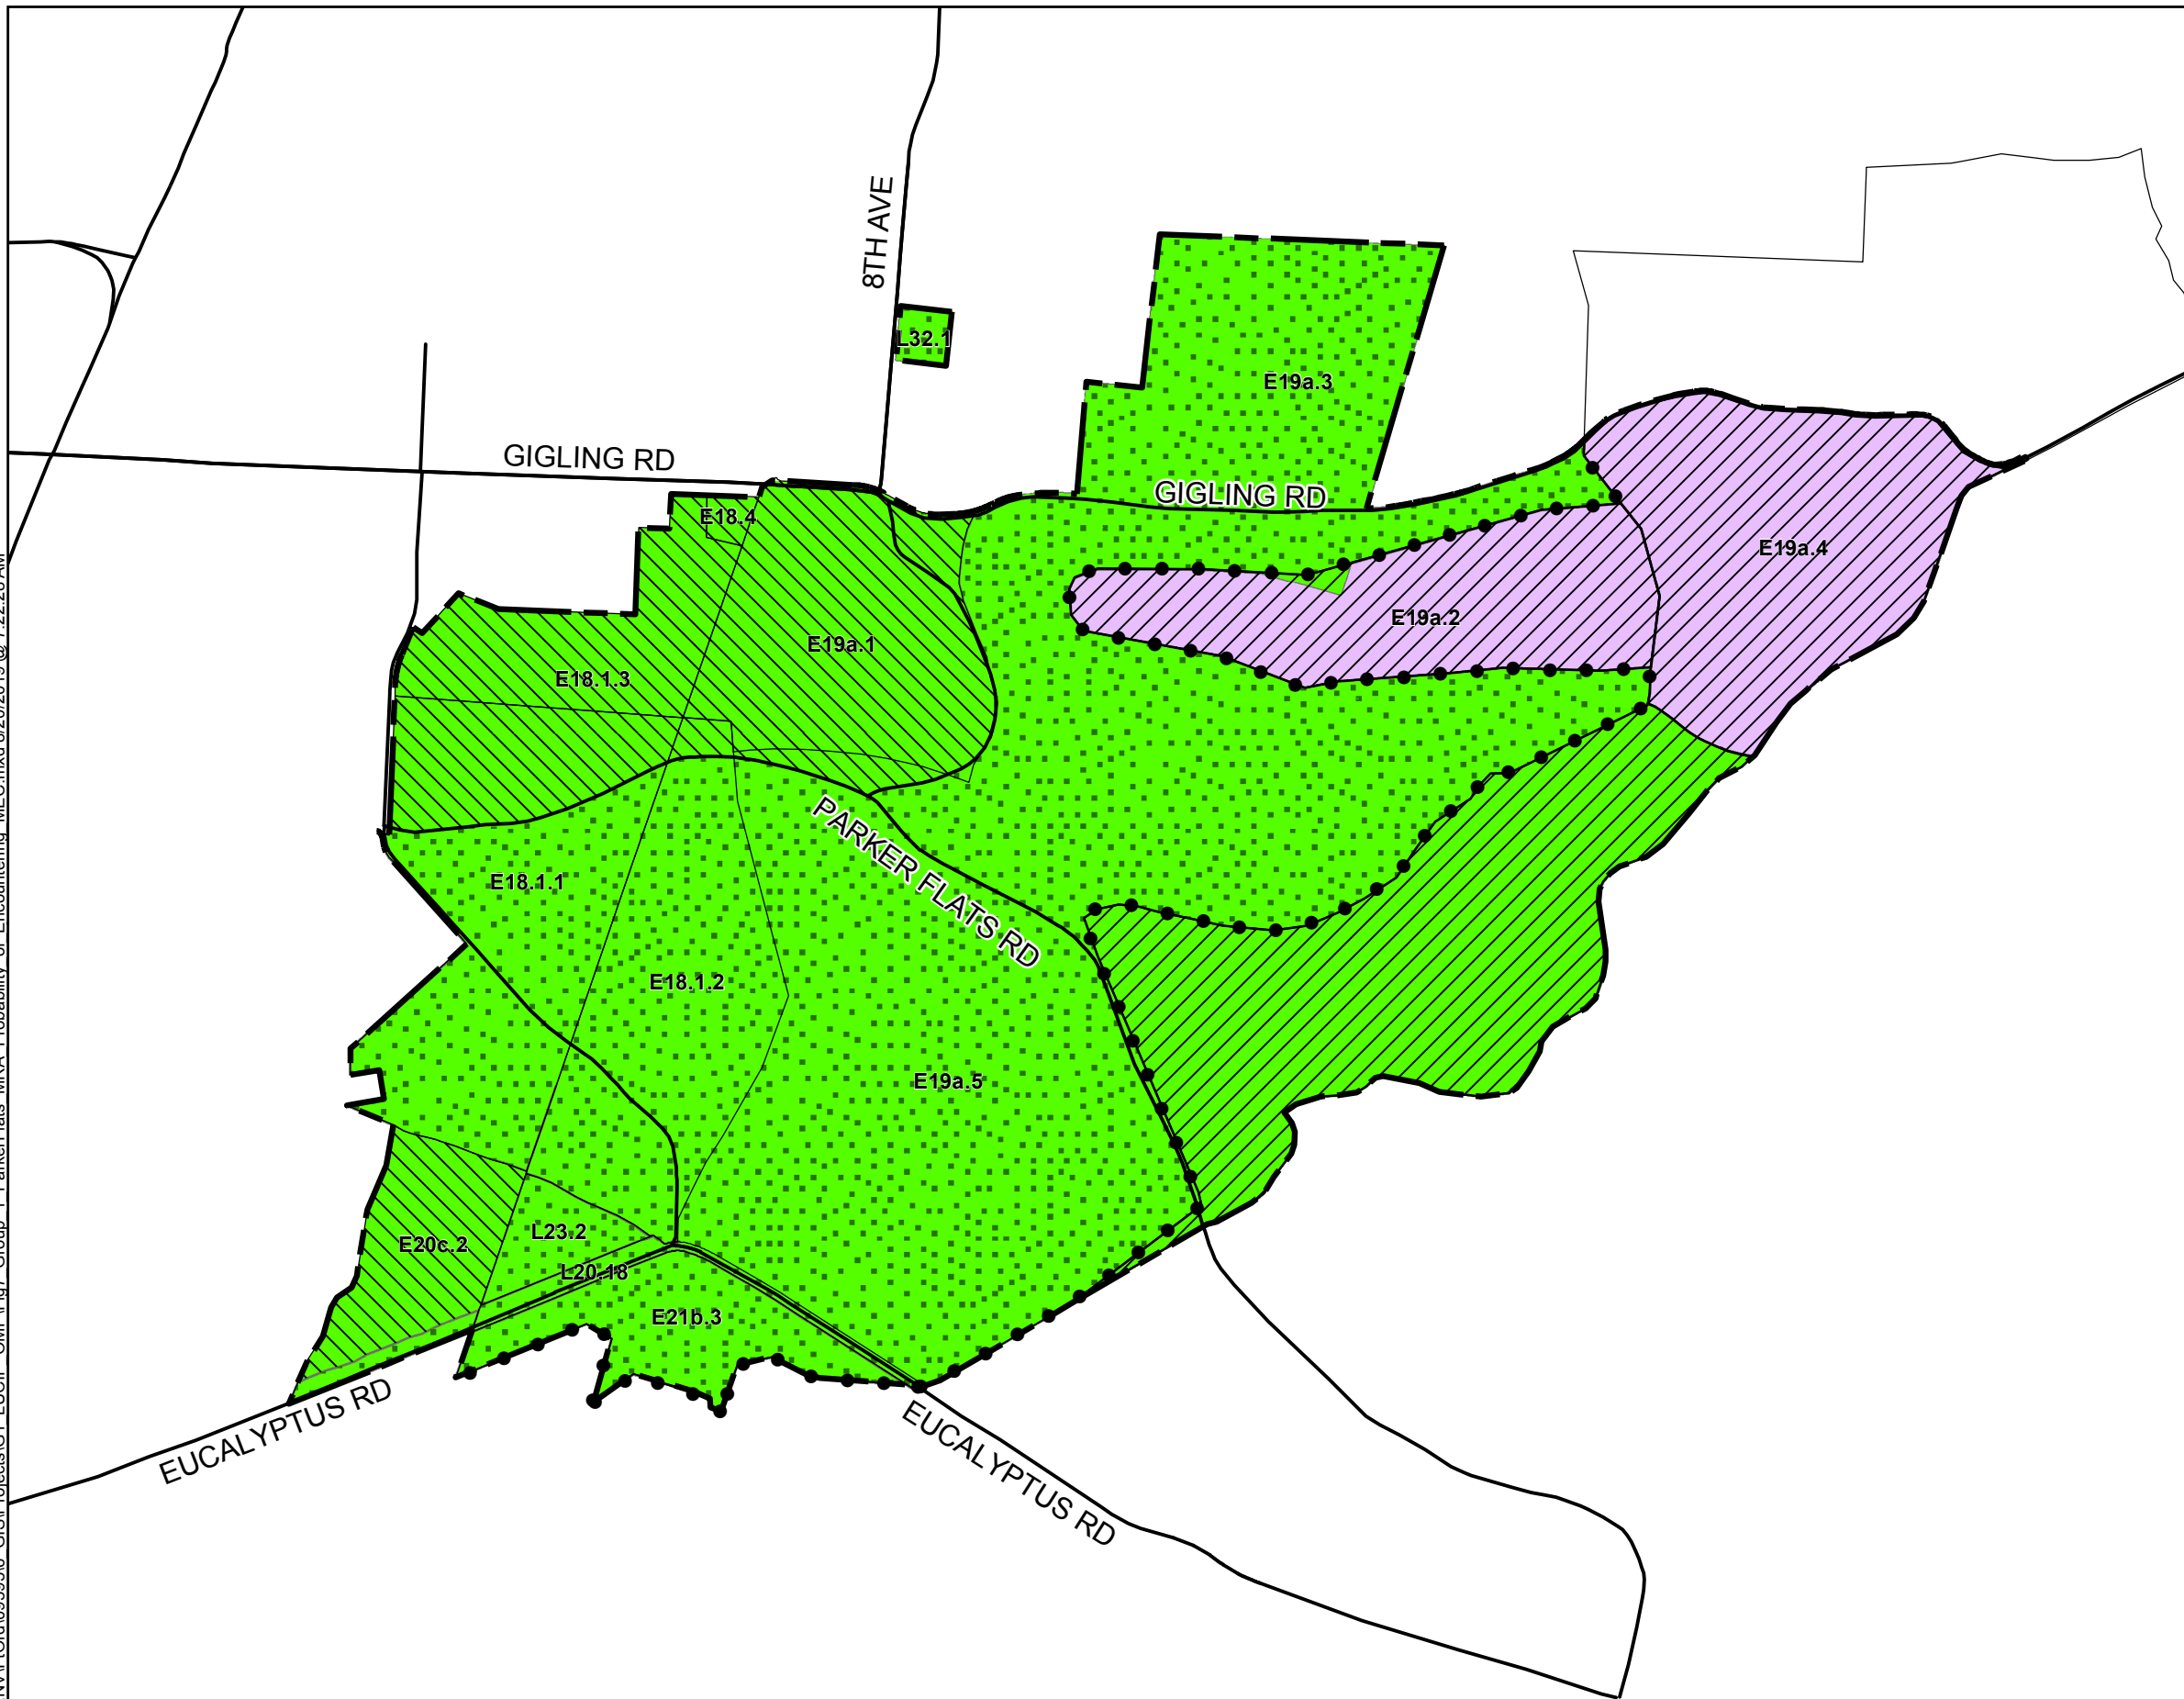 8TH AVE
L32.1
E19a.3
GIGLING RD
GIGLING RD
E18.4
E19a.4
E19a.2
E19a.1
E18.1.3
PARKER FLATS RD
E18.1.1
E18.1.2
E19a.5
L23.2
E20c.2
L20.18
E21b.3
EUCALYPTUS RD
EUCALYPTUS RD